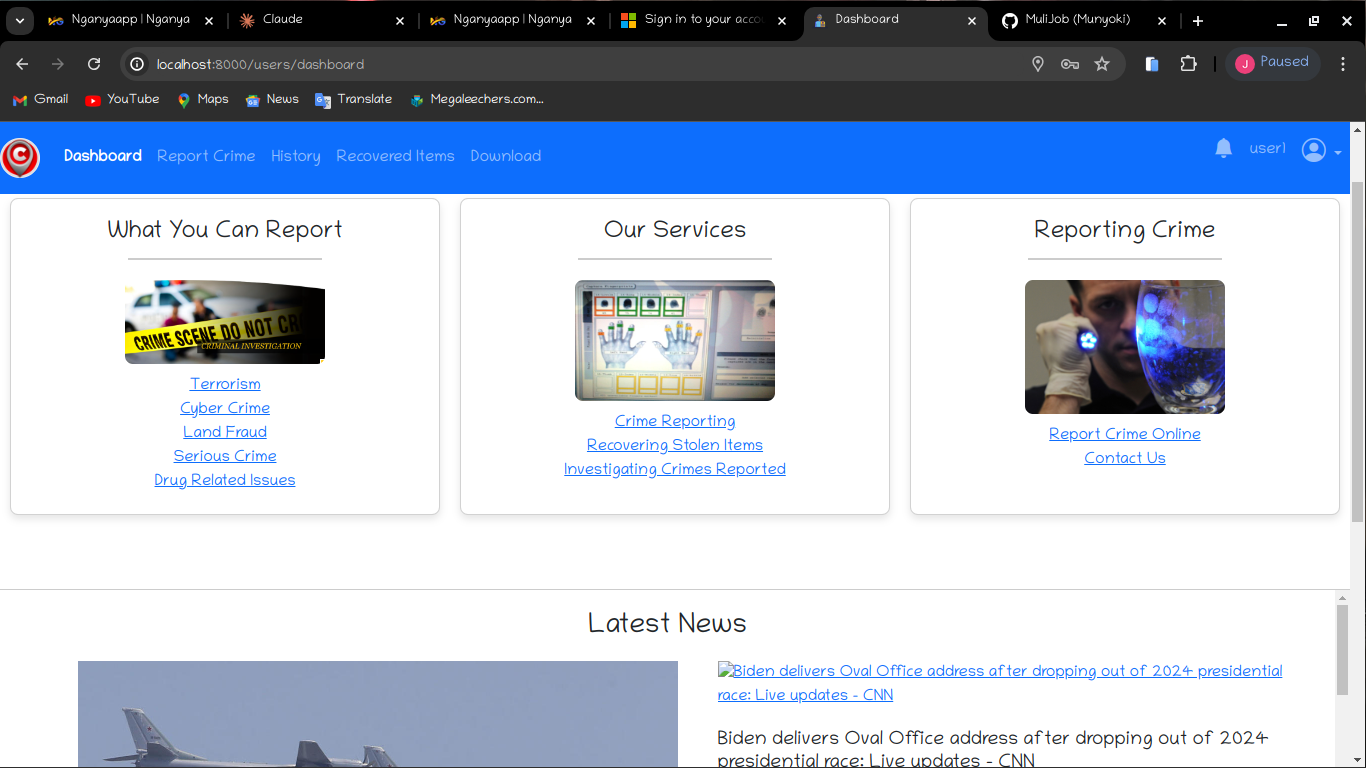 Nganyaapp | Nganya
Claude
Nganyaapp | Nganya
Sign in to your acco
Dashboard
MuliJob (Munyoki)
localhost:8000/users/dashboard
J
Paused
Gmail
YouTube
Maps
News
Translate
Megaleechers.com...
C
Dashboard
Report Crime
History
Recovered Items
Download
user1
What You Can Report
CRIME SCENE DO NOT CR
CRIMINAL INVESTIGATION
Terrorism
Cyber Crime
Land Fraud
Serious Crime
Drug Related Issues
Our Services
Crime Reporting
Recovering Stolen Items
Investigating Crimes Reported
Reporting Crime
Report Crime Online
Contact Us
Latest News
Biden delivers Oval Office address after dropping out of 2024 presidential
race: Live updates - CNN
Biden delivers Oval Office address after dropping out of 2024
presidential race: Live updates - CNN